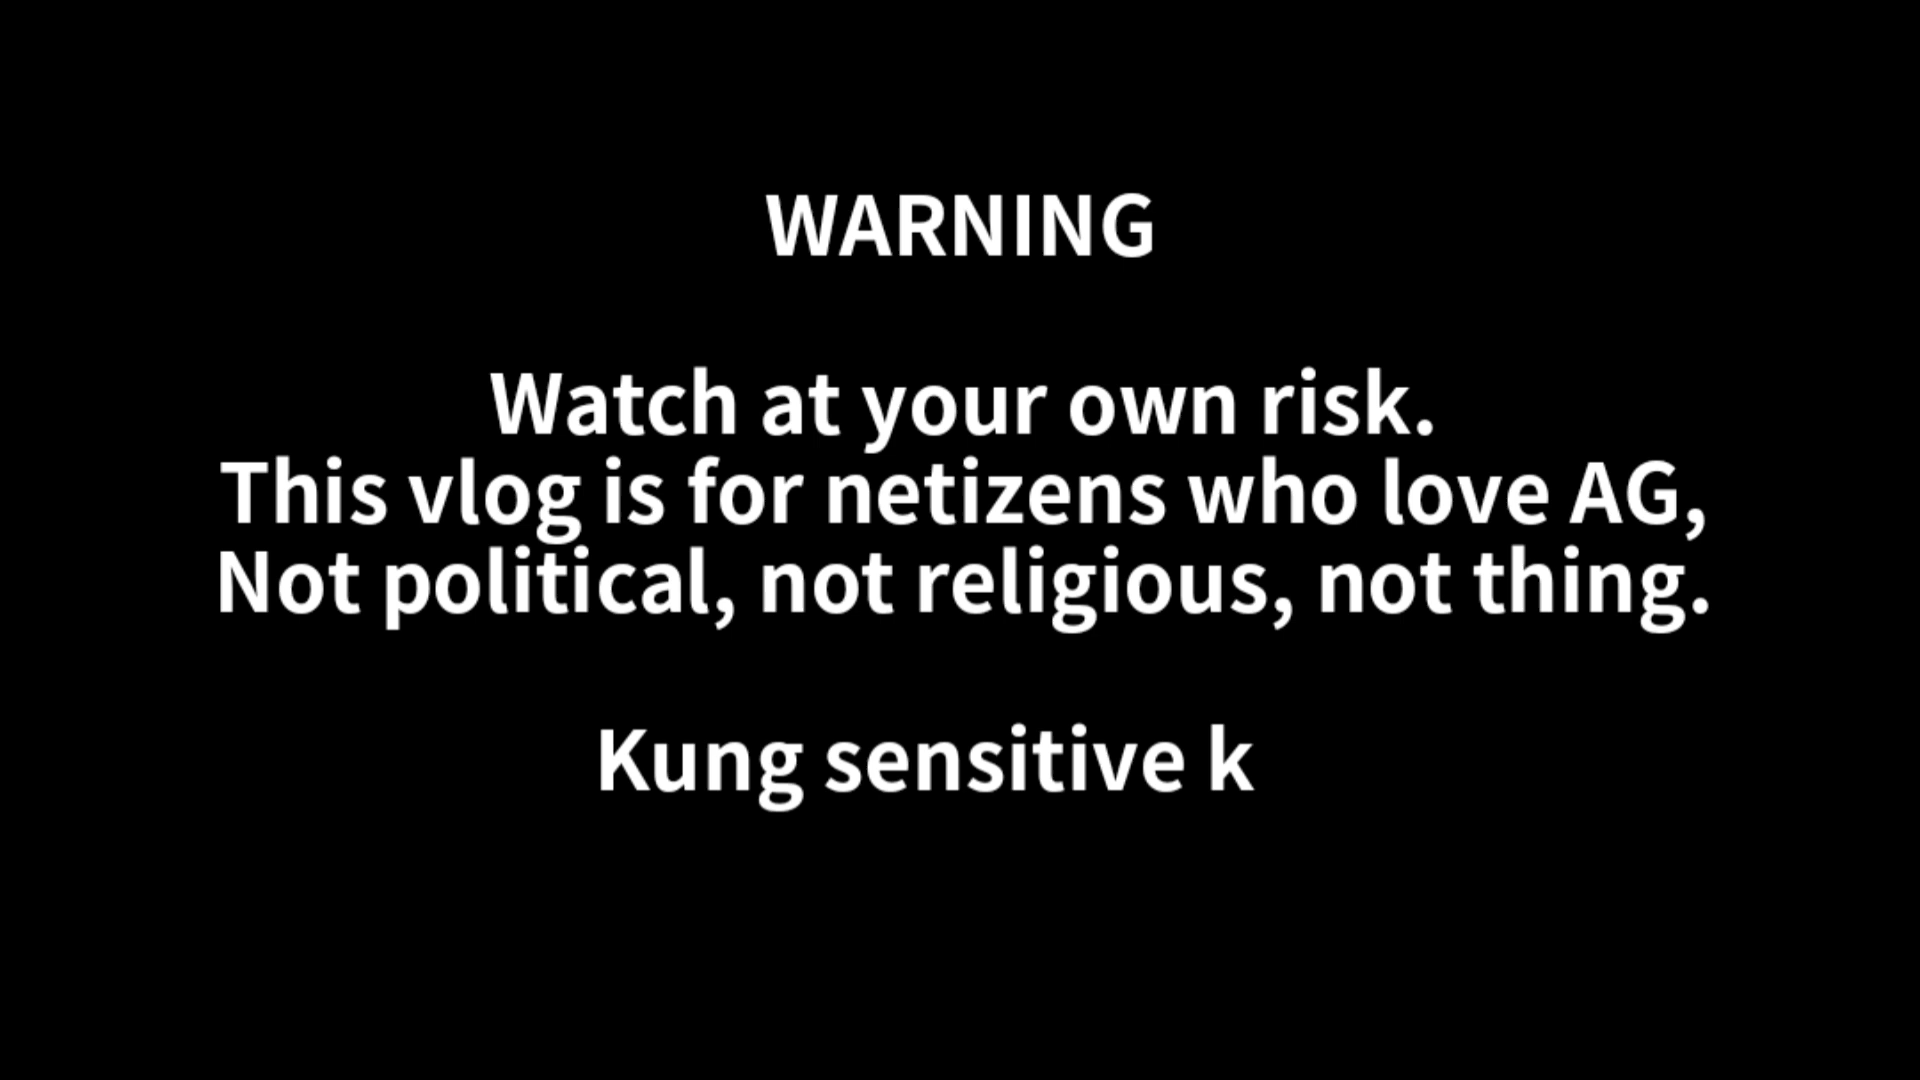 WARNING
Watch at your own risk.
This vlog is for netizens who love AG,
Not political, not religious, not thing.
Kung sensitive k